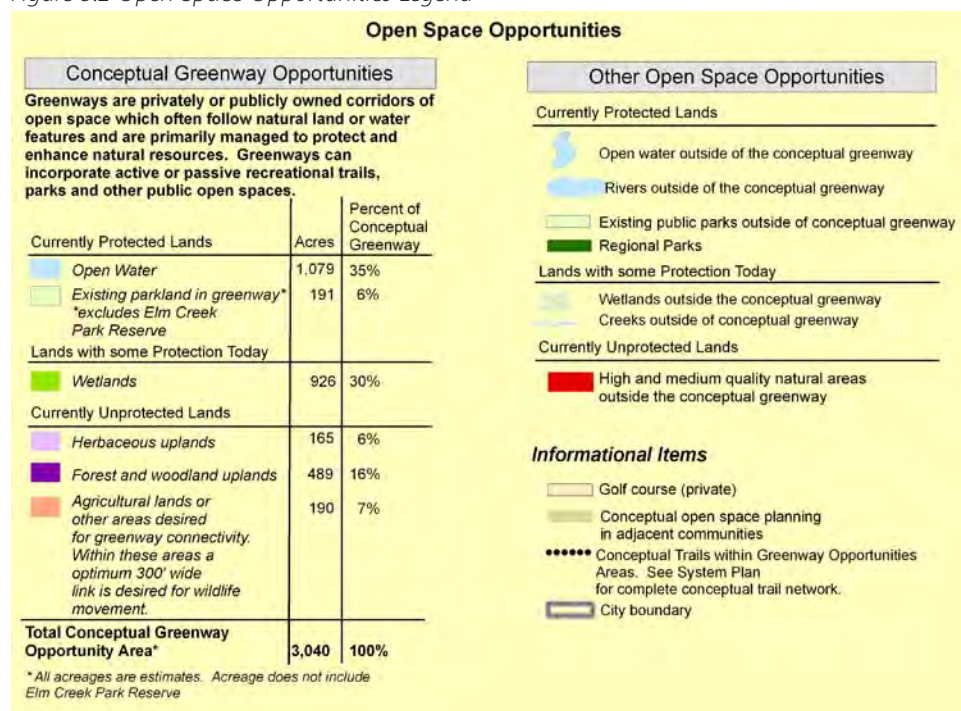 Figure 3.2 Open Space Opportunities Legend
Open Space Opportunities
Conceptual Greenway Opportunities
Greenways are privately or publicly owned corridors of
open space which often follow natural land or water
features and are primarily managed to protect and
enhance natural resources. Greenways can
incorporate active or passive recreational trails,
parks and other public open spaces.
Currently Protected Lands Acres Percent of
Conceptual
Greenway
Open Water 1,079 35%
Existing parkland in greenway* 191 6%
*excludes Elm Creek
Park Reserve
Lands with some Protection Today
Wetlands 926 30%
Currently Unprotected Lands
Herbaceous uplands 165 6%
Forest and woodland uplands 489 16%
Agricultural lands or 190 7%
other areas desired
for greenway connectivity.
Within these areas a
optimum 300' wide
link is desired for wildlife
movement.
Total Conceptual Greenway
Opportunity Area* 3,040 100%
*All acreages are estimates. Acreage does not include
Elm Creek Park Reserve
Other Open Space Opportunities
Currently Protected Lands
Open water outside of the conceptual greenway
Rivers outside of the conceptual greenway
Existing public parks outside of conceptual greenway
Regional Parks
Lands with some Protection Today
Wetlands outside the conceptual greenway
Creeks outside of conceptual greenway
Currently Unprotected Lands
High and medium quality natural areas
outside the conceptual greenway
Informational Items
Golf course (private)
Conceptual open space planning
in adjacent communities
Conceptual Trails within Greenway Opportunities
Areas. See System Plan
for complete conceptual trail network.
City boundary